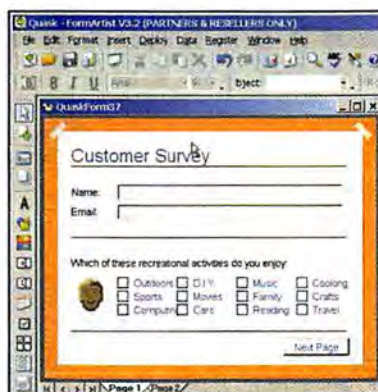 Quask - FormArtist V3.2 (PARTNERS & RESELLERS ONLY)
File Edit Format Insert Deploy Data Register Window Help
B I U
bject:
QuaskForm37
Customer Survey
Name:
Email:
Which of these recreational activities do you enjoy
Outdoors D.I.Y. Music Cooking
Sports Movies Family Crafts
Computin Cars Reading Travel
Next Page
Page 1 Page 2